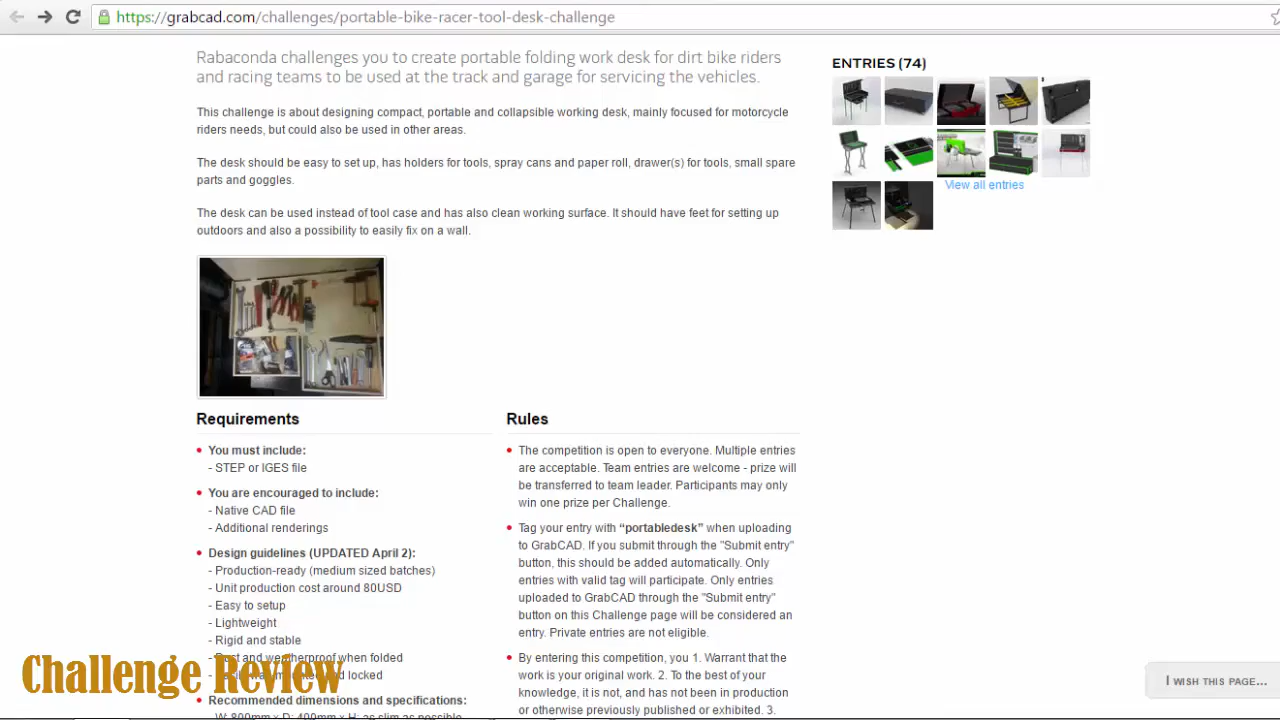 https://grabcad.com/challenges/portable-bike-racer-tool-desk-challenge
Rabaconda challenges you to create portable folding work desk for dirt bike riders
and racing teams to be used at the track and garage for servicing the vehicles.
This challenge is about designing compact, portable and collapsible working desk, mainly focused for motorcycle
riders needs, but could also be used in other areas.
The desk should be easy to set up, has holders for tools, spray cans and paper roll, drawer(s) for tools, small spare
parts and goggles.
The desk can be used instead of tool case and has also clean working surface. It should have feet for setting up
outdoors and also a possibility to easily fix on a wall.
ENTRIES (74)
View all entries
Requirements
• You must include:
- STEP or IGES file
• You are encouraged to include:
- Native CAD file
- Additional renderings
• Design guidelines (UPDATED April 2):
- Production-ready (medium sized batches)
- Unit production cost around 80USD
- Easy to setup
- Lightweight
- Rigid and stable
- Dust and weatherproof when folded
and locked
• Recommended dimensions and specifications:
W: 800mm x D: 400mm x H: as slim as possible
Rules
• The competition is open to everyone. Multiple entries
are acceptable. Team entries are welcome - prize will
be transferred to team leader. Participants may only
win one prize per Challenge.
• Tag your entry with “portabledesk” when uploading
to GrabCAD. If you submit through the "Submit entry"
button, this should be added automatically. Only
entries with valid tag will participate. Only entries
uploaded to GrabCAD through the "Submit entry"
button on this Challenge page will be considered an
entry. Private entries are not eligible.
• By entering this competition, you 1. Warrant that the
work is your original work. 2. To the best of your
knowledge, it is not, and has not been in production
or otherwise previously published or exhibited. 3.
Challenge Review
I WISH THIS PAGE...